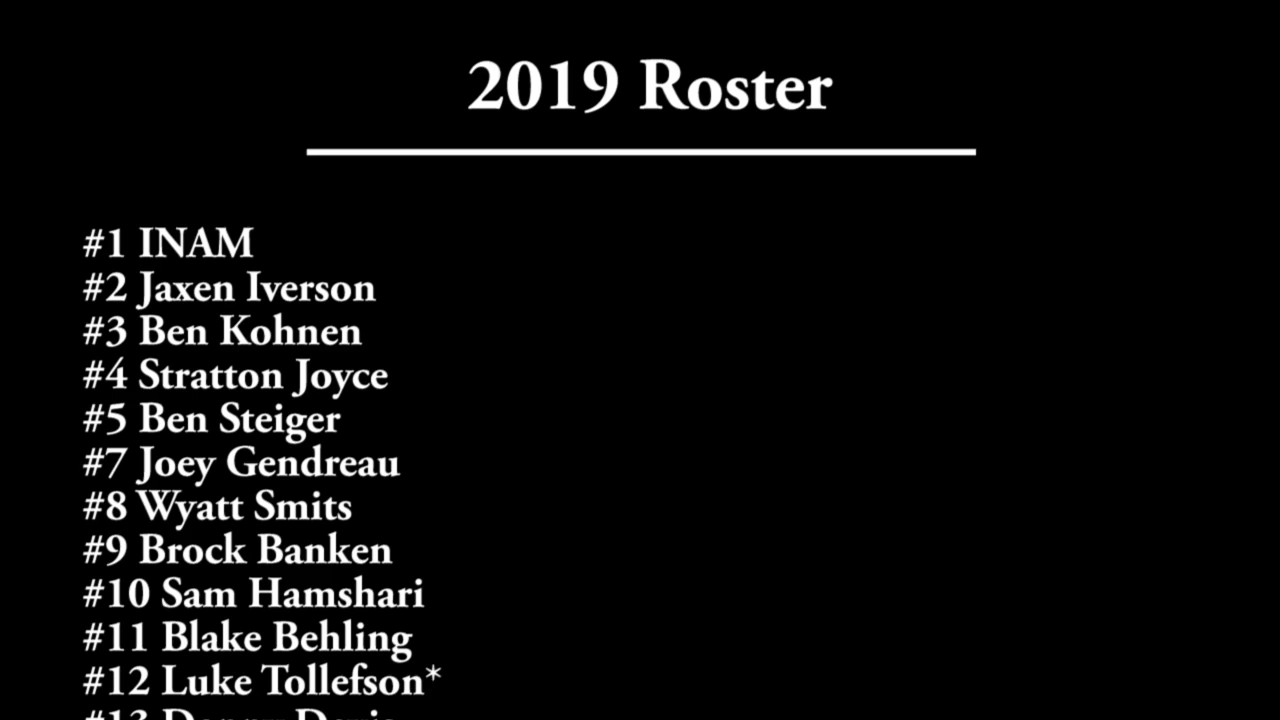 2019 Roster
#1 INAM
#2 Jaxen Iverson
#3 Ben Kohnen
#4 Stratton Joyce
#5 Ben Steiger
#7 Joey Gendreau
#8 Wyatt Smits
#9 Brock Banken
#10 Sam Hamshari
#11 Blake Behling
#12 Luke Tollefson*
#13